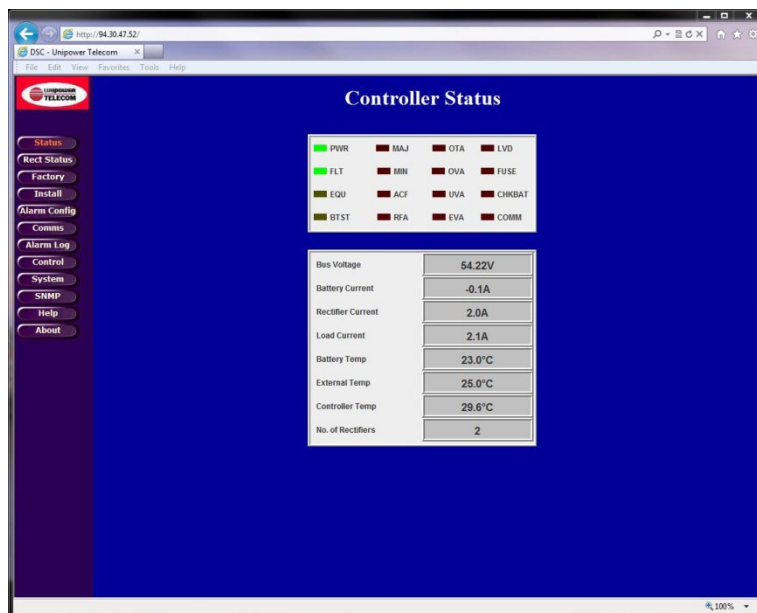 http://94.30.47.52/
DSC - Unipower Telecom
File Edit View Favorites Tools Help
UNIPOWER
TELECOM
Controller Status
Status
Rect Status
Factory
Install
Alarm Config
Comms
Alarm Log
Control
System
SNMP
Help
About
PWR MAJ OTA LVD
FLT MIN OVA FUSE
EQU ACF UVA CHKBAT
BTST RFA EVA COMM
Bus Voltage 54.22V
Battery Current -0.1A
Rectifier Current 2.0A
Load Current 2.1A
Battery Temp 23.0°C
External Temp 25.0°C
Controller Temp 29.6°C
No. of Rectifiers 2
100%